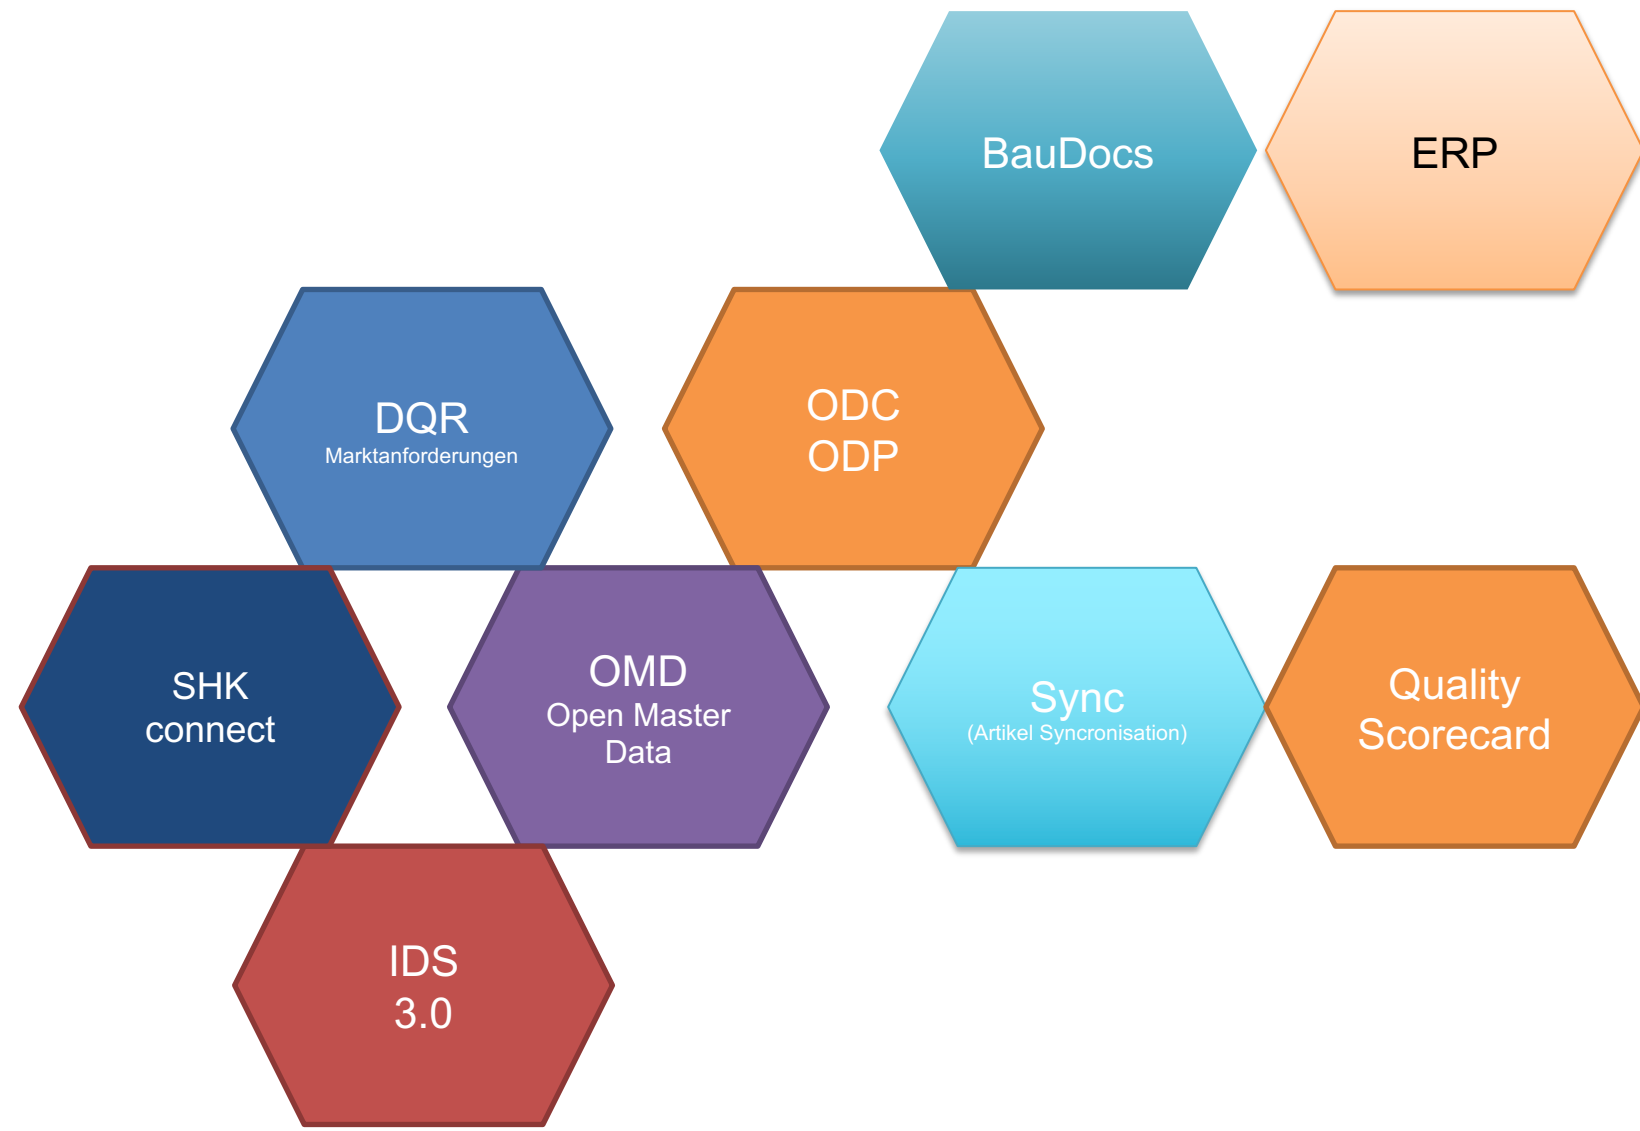 BauDocs
ERP
DQR
Marktanforderungen
ODC
ODP
SHK
connect
OMD
Open Master
Data
Sync
(Artikel Syncronisation)
Quality
Scorecard
IDS
3.0